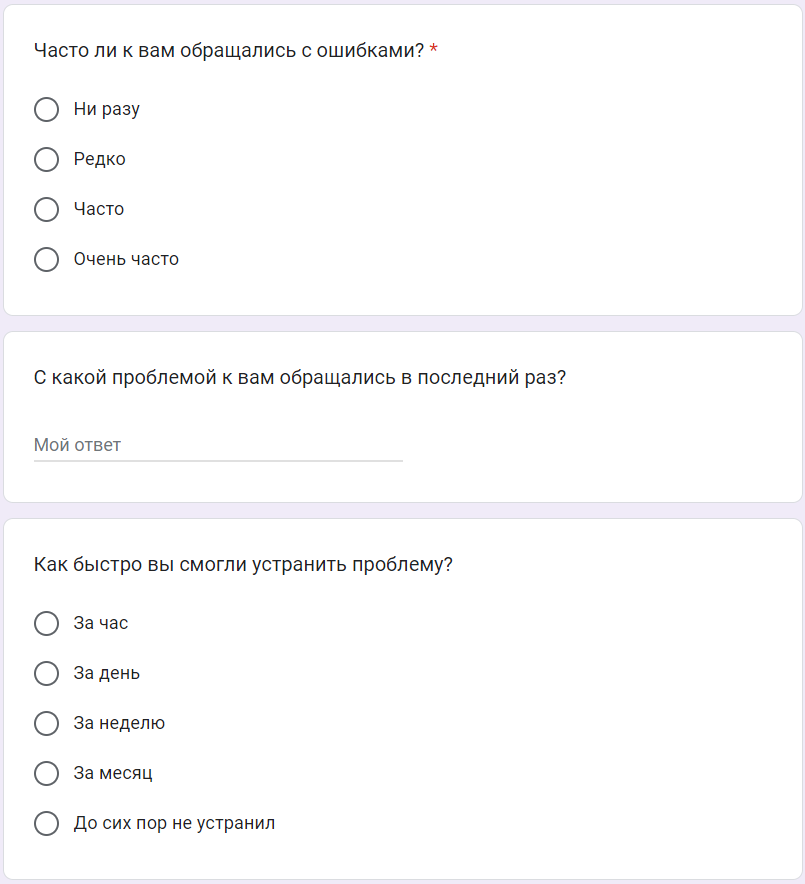 Часто ли к вам обращались с ошибками? *
Ни разу
Редко
Часто
Очень часто
С какой проблемой к вам обращались в последний раз?
Мой ответ
Как быстро вы смогли устранить проблему?
За час
За день
За неделю
За месяц
До сих пор не устранил